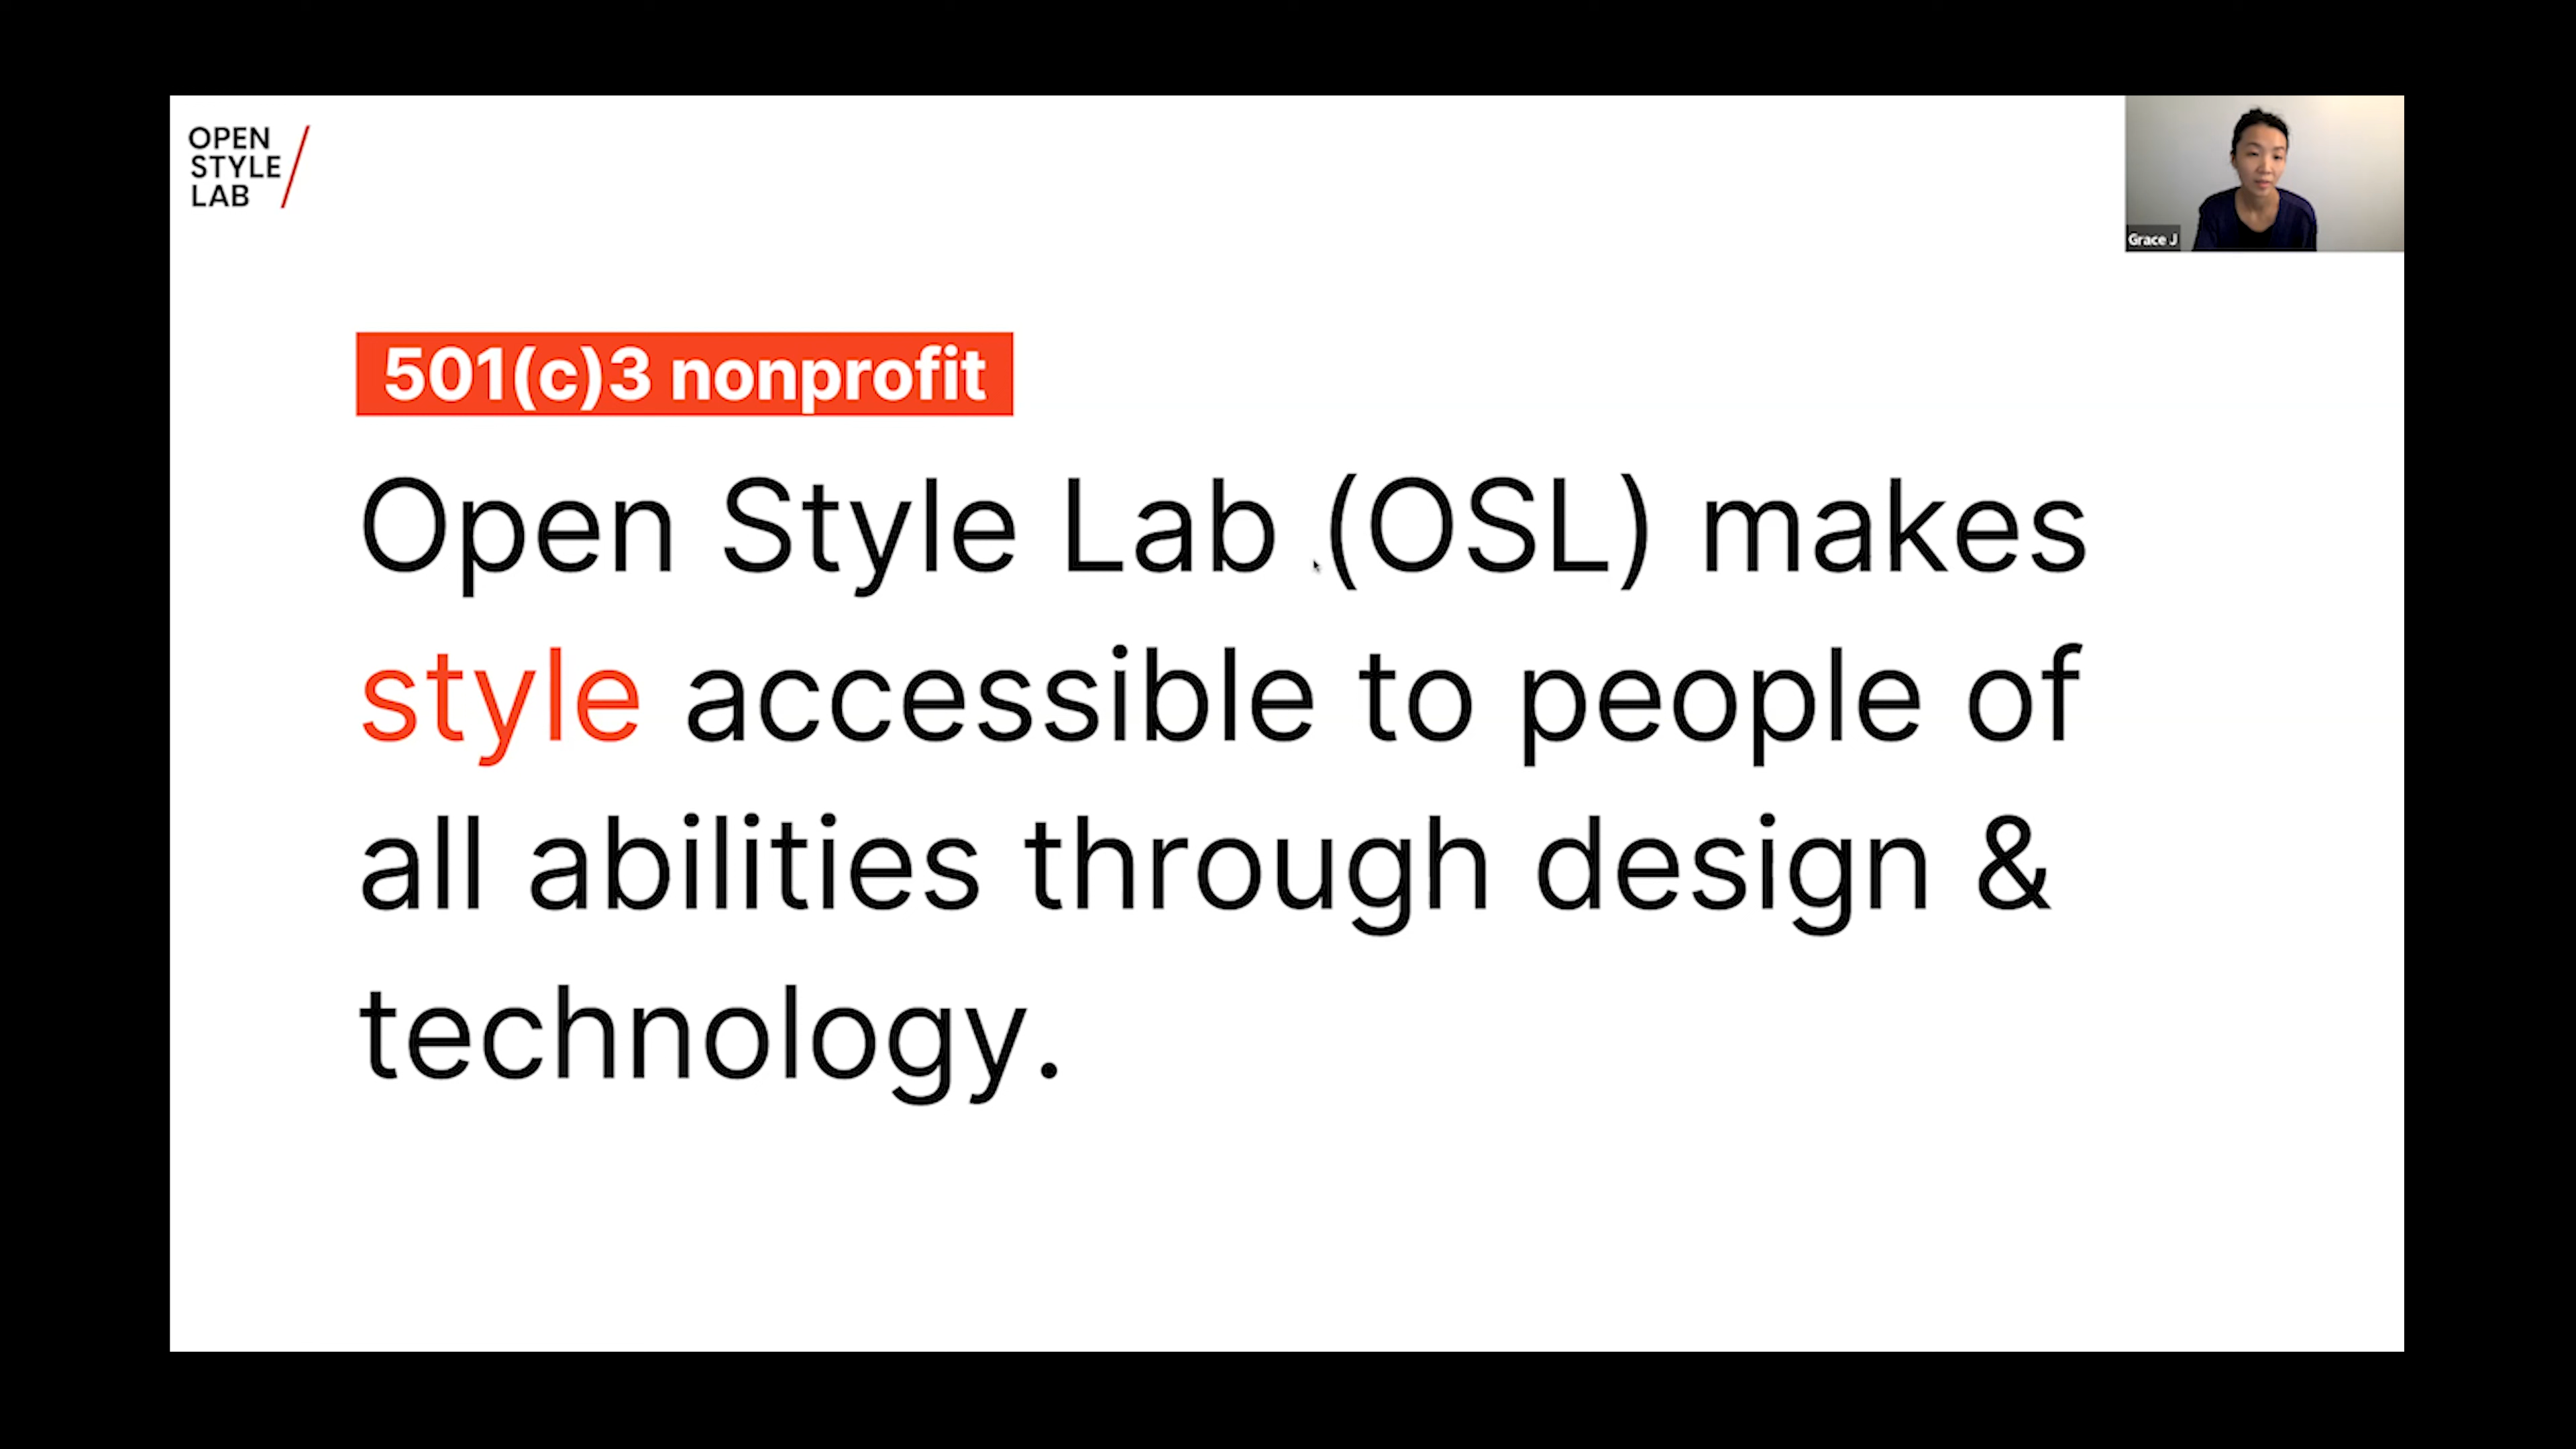 OPEN
STYLE
LAB
Grace J
501(c)3 nonprofit
Open Style Lab (OSL) makes
style accessible to people of
all abilities through design &
technology.